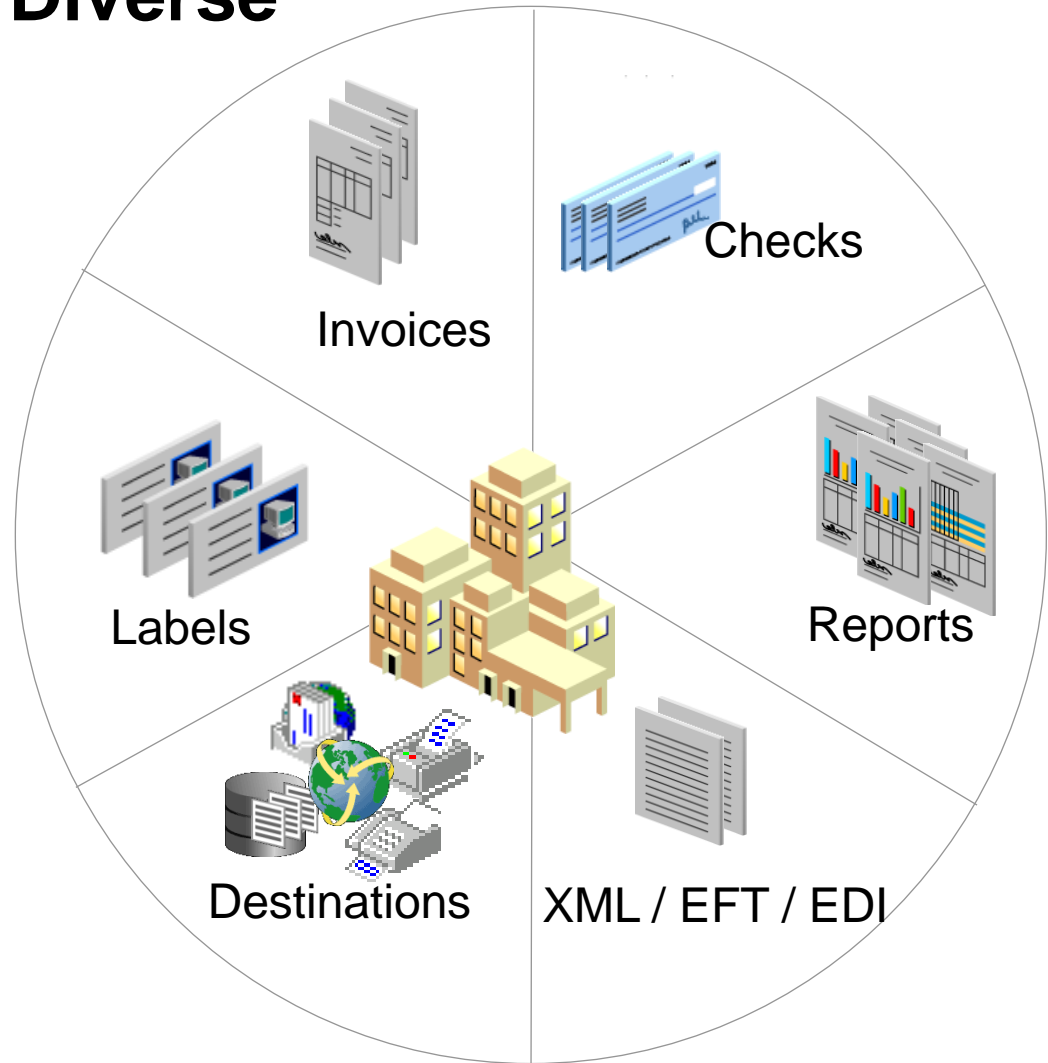 Diverse
Checks
Invoices
Labels
Reports
Destinations
XML / EFT / EDI